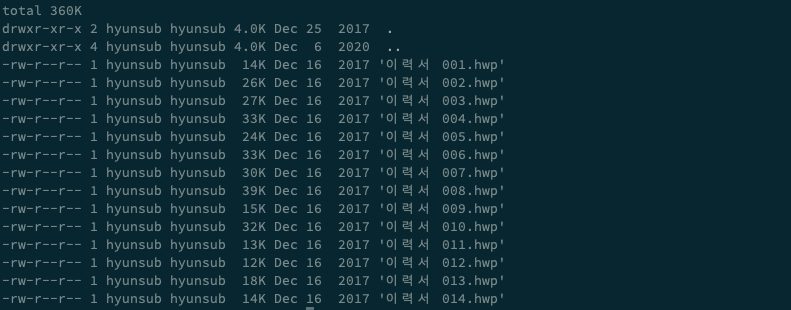 total 360K
drwxr-xr-x 2 hyunsub hyunsub 4.0K Dec 25  2017  .
drwxr-xr-x 4 hyunsub hyunsub 4.0K Dec  6  2020  ..
-rw-r--r-- 1 hyunsub hyunsub  14K Dec 16  2017 '이력서 001.hwp'
-rw-r--r-- 1 hyunsub hyunsub  26K Dec 16  2017 '이력서 002.hwp'
-rw-r--r-- 1 hyunsub hyunsub  27K Dec 16  2017 '이력서 003.hwp'
-rw-r--r-- 1 hyunsub hyunsub  33K Dec 16  2017 '이력서 004.hwp'
-rw-r--r-- 1 hyunsub hyunsub  24K Dec 16  2017 '이력서 005.hwp'
-rw-r--r-- 1 hyunsub hyunsub  33K Dec 16  2017 '이력서 006.hwp'
-rw-r--r-- 1 hyunsub hyunsub  30K Dec 16  2017 '이력서 007.hwp'
-rw-r--r-- 1 hyunsub hyunsub  39K Dec 16  2017 '이력서 008.hwp'
-rw-r--r-- 1 hyunsub hyunsub  15K Dec 16  2017 '이력서 009.hwp'
-rw-r--r-- 1 hyunsub hyunsub  32K Dec 16  2017 '이력서 010.hwp'
-rw-r--r-- 1 hyunsub hyunsub  13K Dec 16  2017 '이력서 011.hwp'
-rw-r--r-- 1 hyunsub hyunsub  12K Dec 16  2017 '이력서 012.hwp'
-rw-r--r-- 1 hyunsub hyunsub  18K Dec 16  2017 '이력서 013.hwp'
-rw-r--r-- 1 hyunsub hyunsub  14K Dec 16  2017 '이력서 014.hwp'